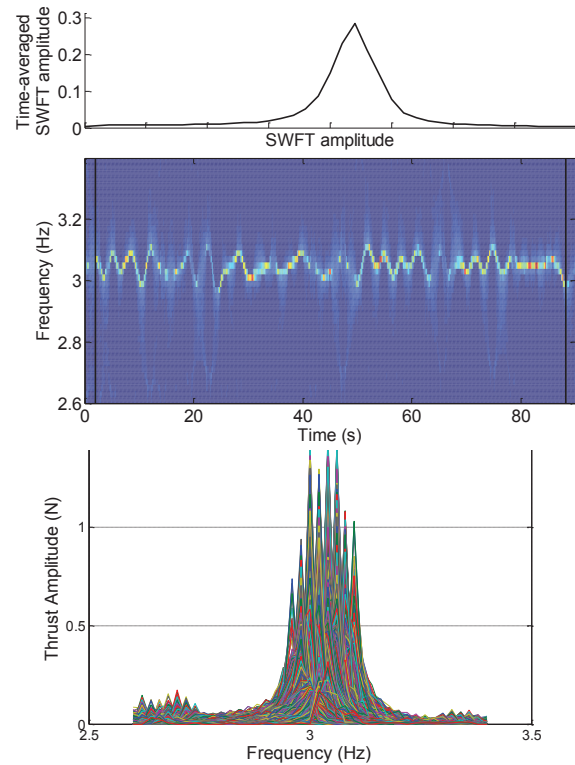 Time-averaged
SWFT amplitude
0.3
0.2
0.1
0
SWFT amplitude
Frequency (Hz)
3.2
3
2.8
2.6
0
20
40
60
80
Time (s)
Thrust Amplitude (N)
1
0.5
0
2.5
3
3.5
Frequency (Hz)